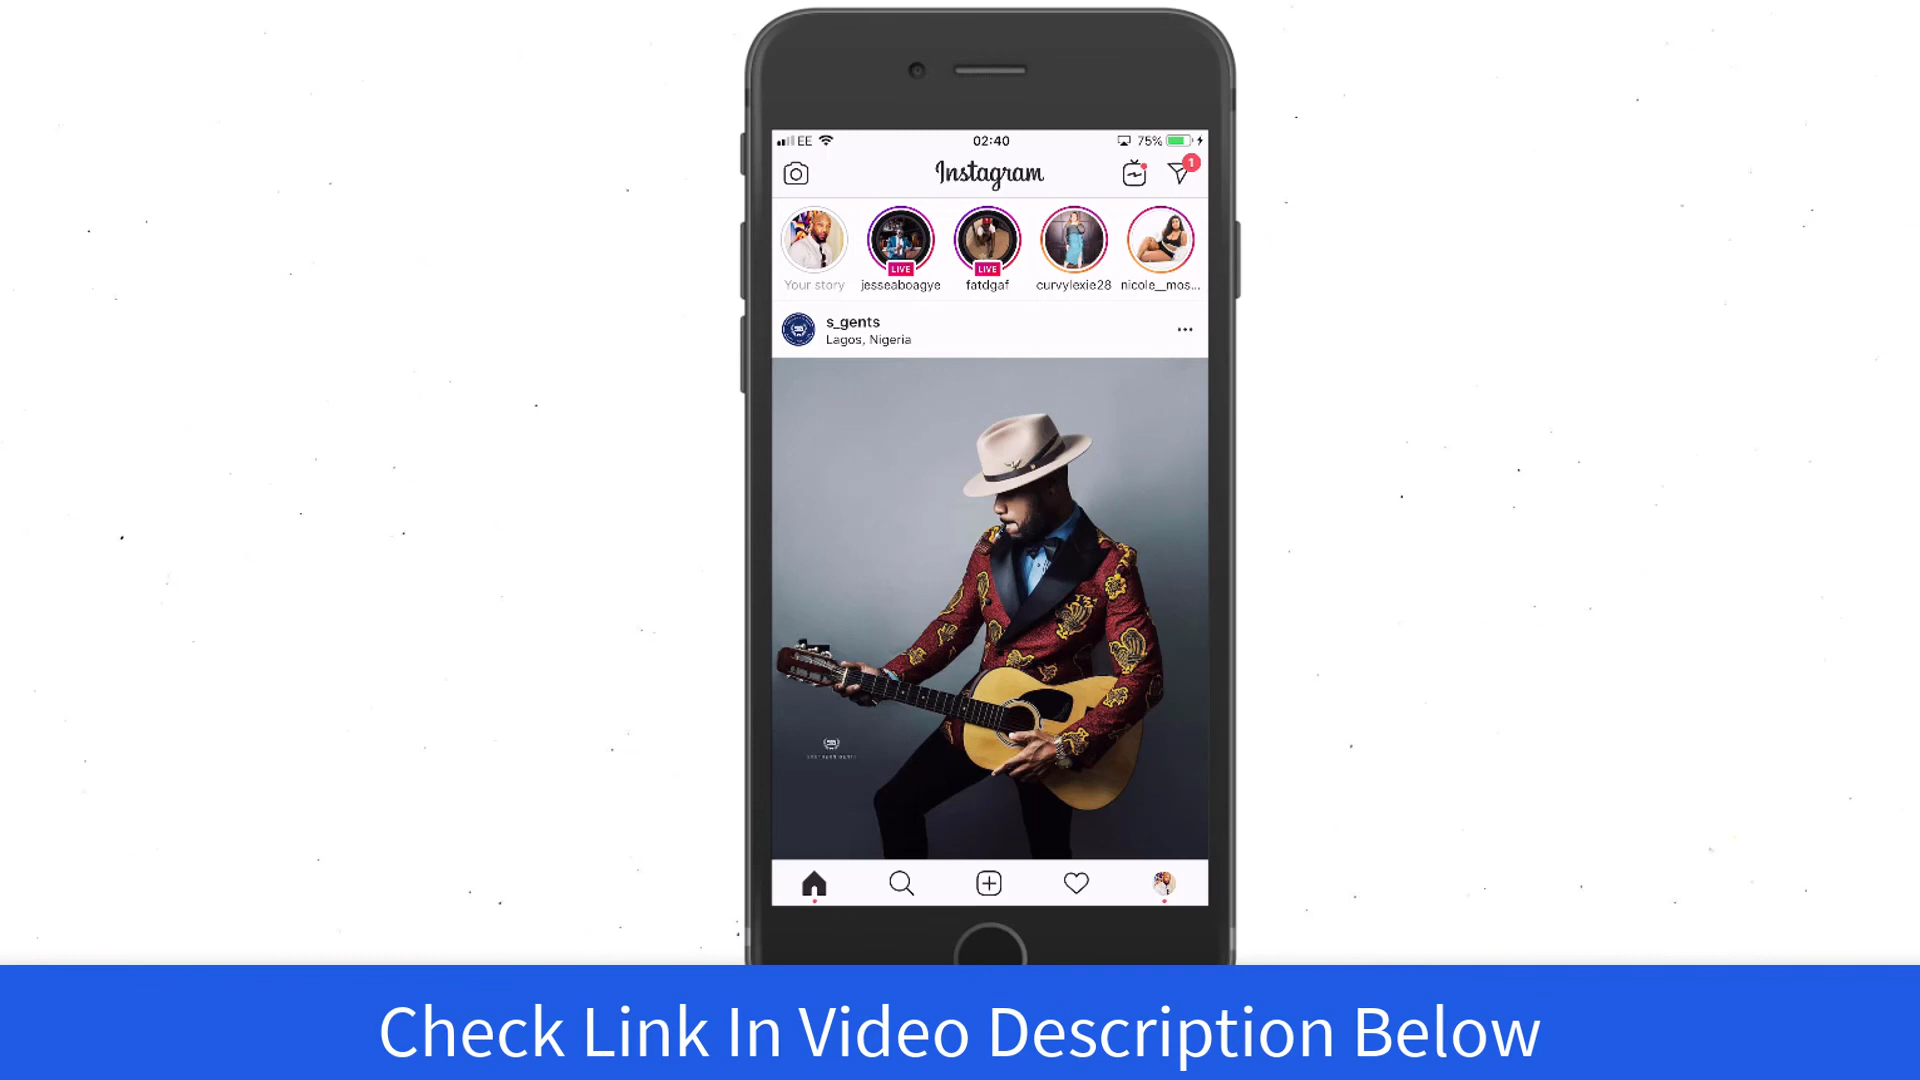 EE 02:40 75%
Instagram 1
LIVE LIVE
Your story jesseaboagye fatdgaf curvylexie28 nicole__mos...
s_gents
Lagos, Nigeria
Check Link In Video Description Below